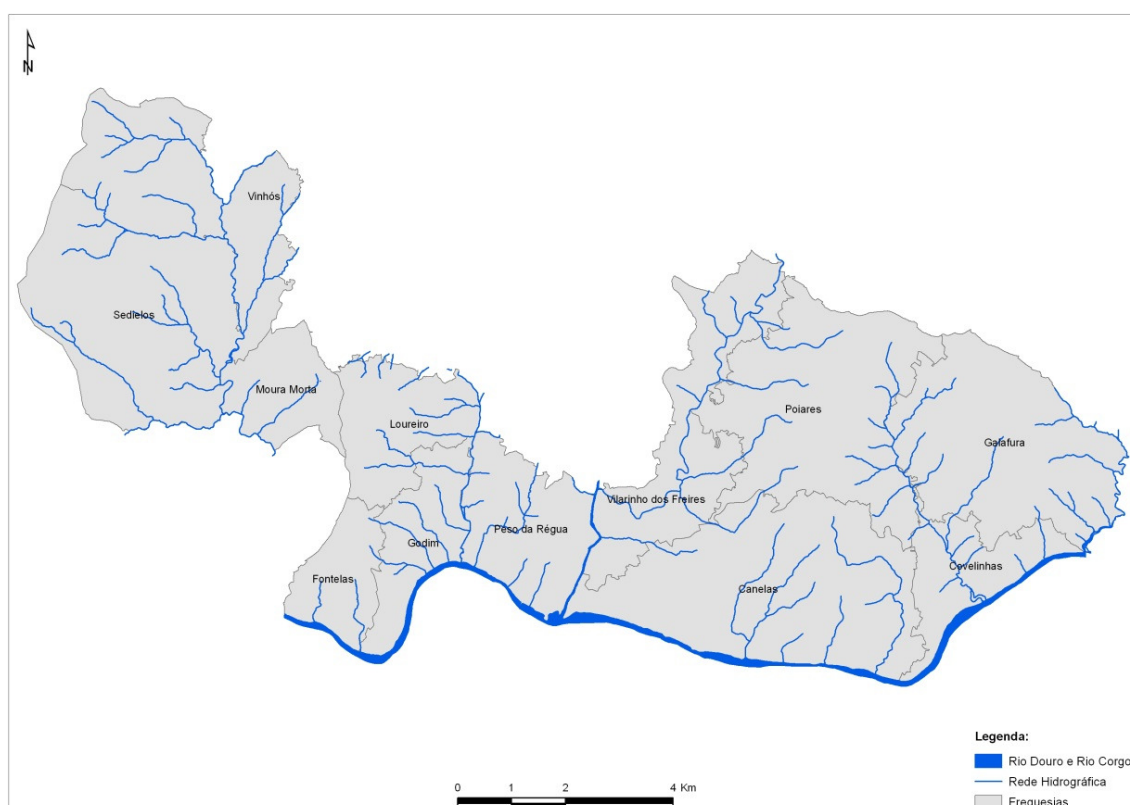 N
Vinhós
Sedielos
Moura Morta
Loureiro
Poiares
Galafura
Vilarinho dos Freires
Peso da Régua
Godim
Fontelas
Canelas
Covelinhas
Legenda:
Rio Douro e Rio Corgo
Rede Hidrográfica
Freguesias
0 1 2 4 Km